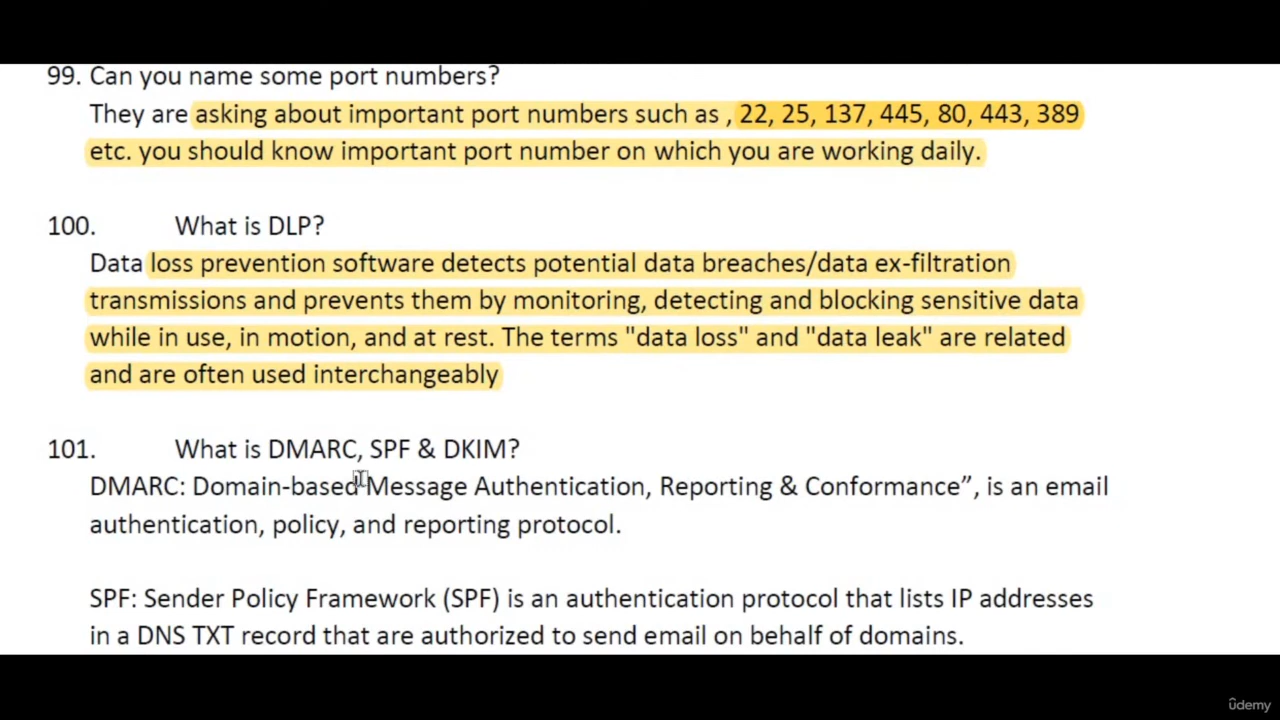 99. Can you name some port numbers?
They are asking about important port numbers such as , 22, 25, 137, 445, 80, 443, 389
etc. you should know important port number on which you are working daily.
100. What is DLP?
Data loss prevention software detects potential data breaches/data ex-filtration
transmissions and prevents them by monitoring, detecting and blocking sensitive data
while in use, in motion, and at rest. The terms "data loss" and "data leak" are related
and are often used interchangeably
101. What is DMARC, SPF & DKIM?
DMARC: Domain-based Message Authentication, Reporting & Conformance”, is an email
authentication, policy, and reporting protocol.
SPF: Sender Policy Framework (SPF) is an authentication protocol that lists IP addresses
in a DNS TXT record that are authorized to send email on behalf of domains.
ûdemy